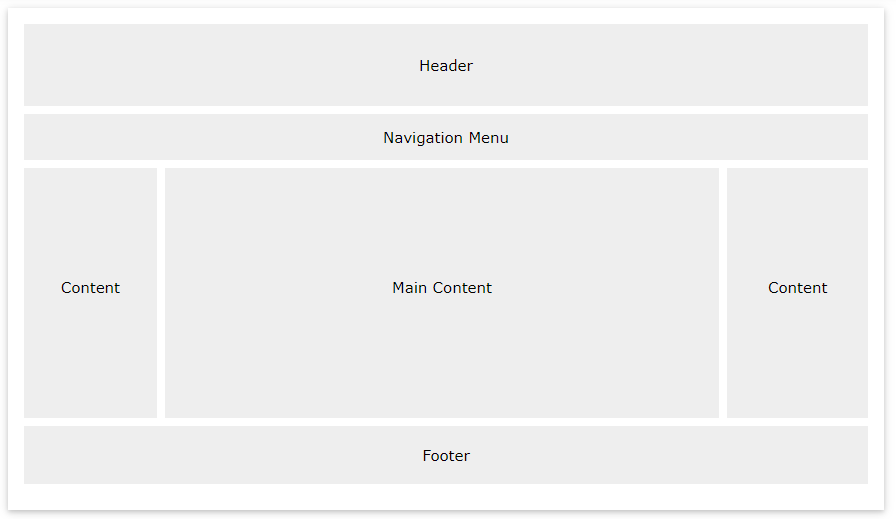 Header
Navigation Menu
Content
Main Content
Content
Footer